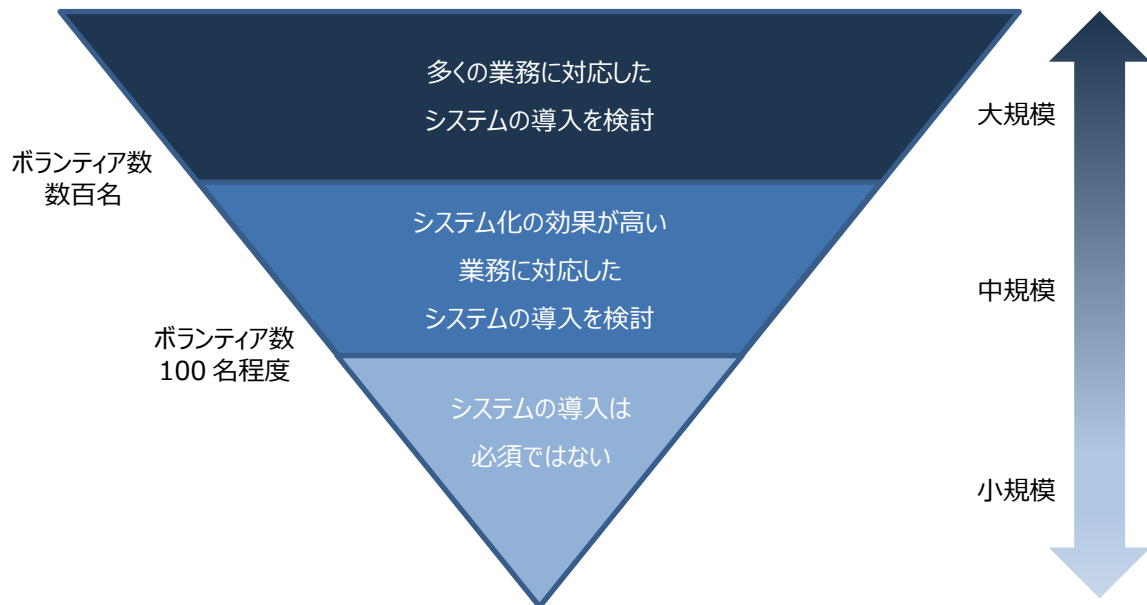 多くの業務に対応した
システムの導入を検討
大規模
ボランティア数
数百名
システム化の効果が高い
業務に対応した
システムの導入を検討
中規模
ボランティア数
100 名程度
システムの導入は
必須ではない
小規模